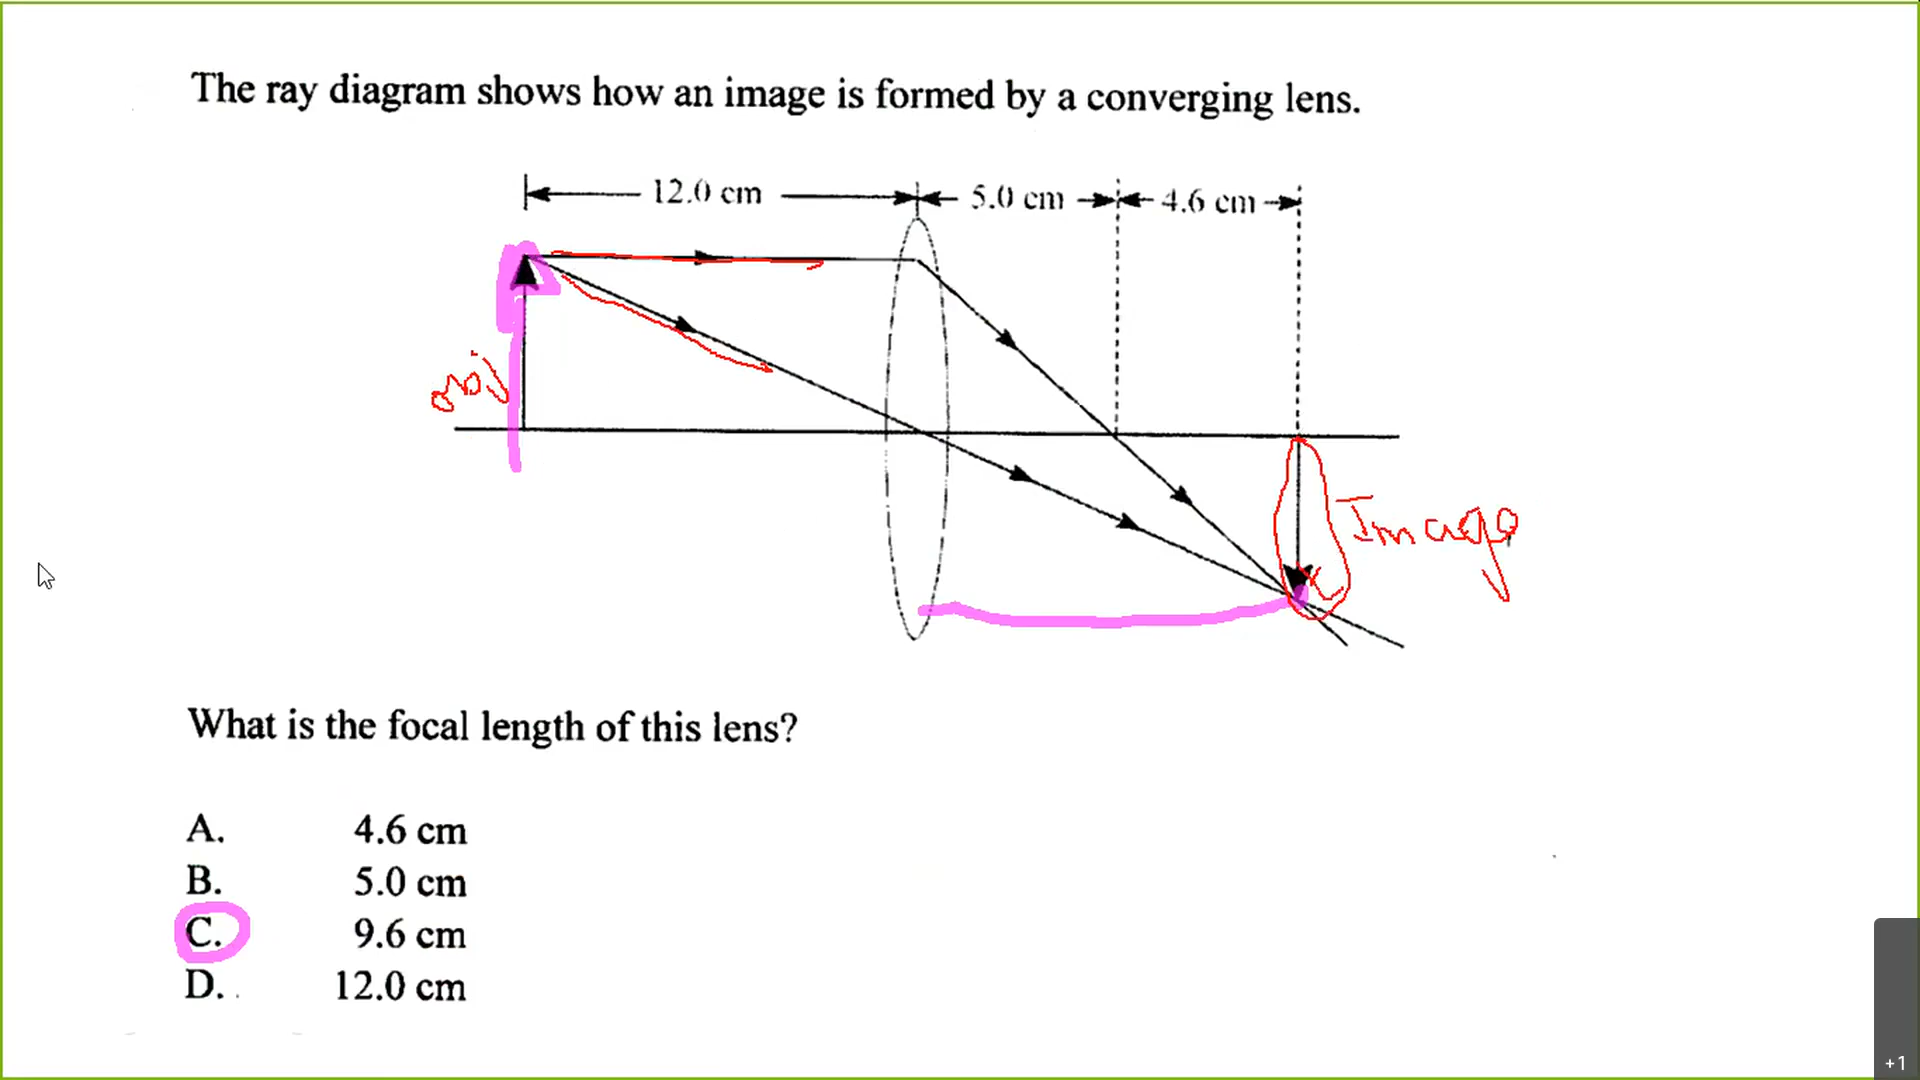 The ray diagram shows how an image is formed by a converging lens.
12.0 cm 5.0 cm 4.6 cm
obj
Image
What is the focal length of this lens?
A. 4.6 cm
B. 5.0 cm
C. 9.6 cm
D. 12.0 cm
+1